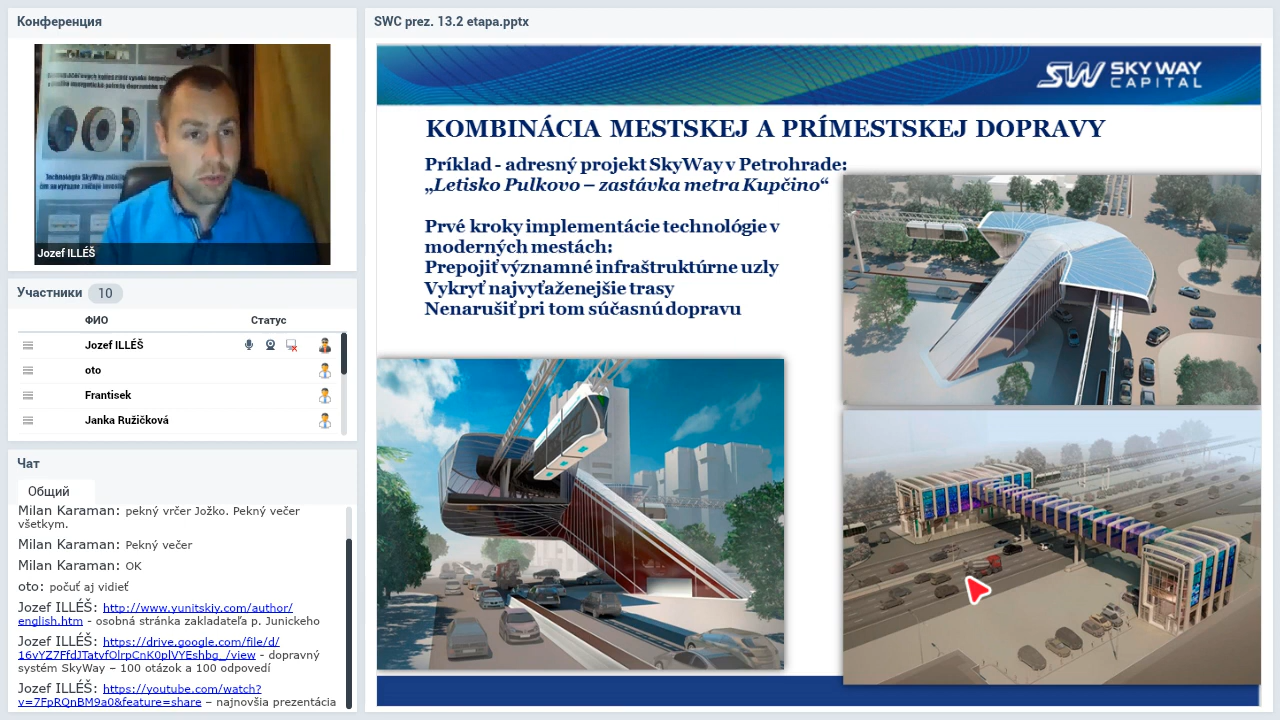 Конференция
Jozef ILLÉŠ
Участники 10
ФИО Статус
Jozef ILLÉŠ
oto
Frantisek
Janka Ružičková
Чат
Общий
Milan Karaman: pekný vrčer Jožko. Pekný večer
všetkym.
Milan Karaman: Pekný večer
Milan Karaman: OK
oto: počuť aj vidieť
Jozef ILLÉŠ: http://www.yunitskiy.com/author/
english.htm - osobná stránka zakladateľa p. Junickeho
Jozef ILLÉŠ: https://drive.google.com/file/d/
- dopravný
systém SkyWay – 100 otázok a 100 odpovedí
Jozef ILLÉŠ: https://youtube.com/watch?
v=7FpRQnBM9a0&feature=share – najnovšia prezentácia
SWC prez. 13.2 etapa.pptx
SW SKY WAY
CAPITAL
KOMBINÁCIA MESTSKEJ A PRÍMESTSKEJ DOPRAVY
Príklad - adresný projekt SkyWay v Petrohrade:
„Letisko Pulkovo – zastávka metra Kupčino“
Prvé kroky implementácie technológie v
moderných mestách:
Prepojiť významné infraštruktúrne uzly
Vykryť najvyťaženejšie trasy
Nenarušiť pri tom súčasnú dopravu